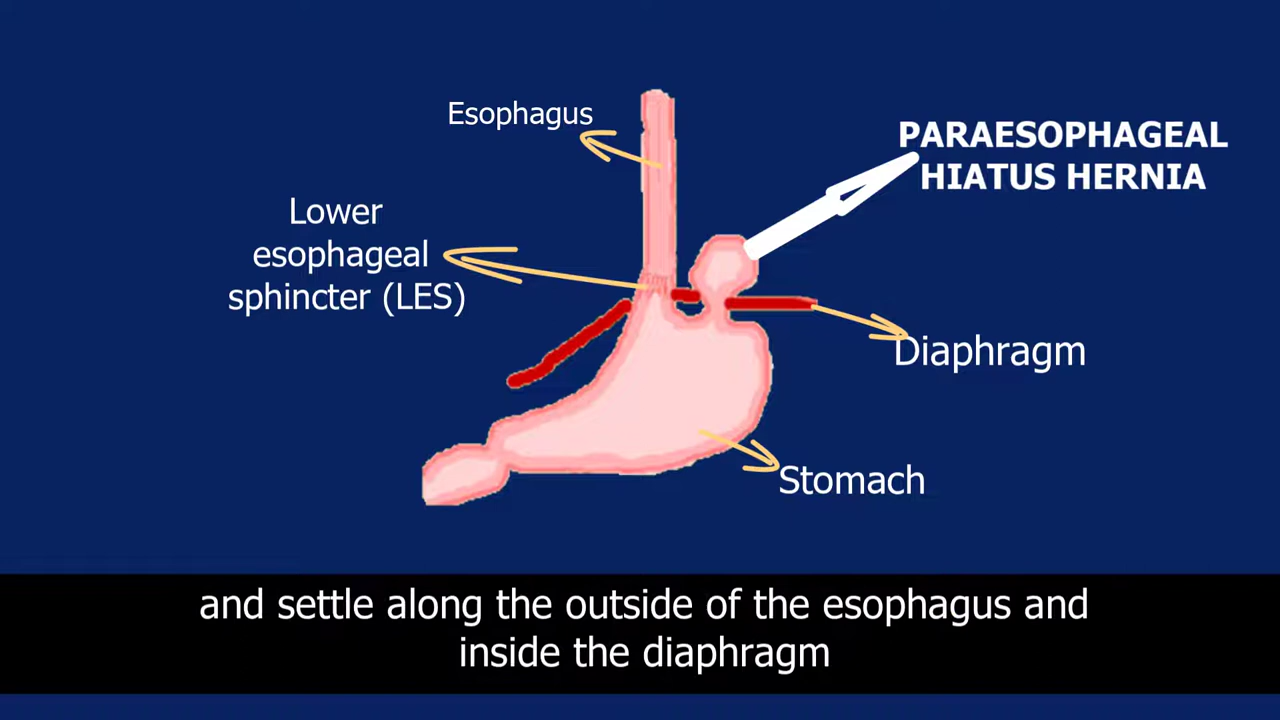 Esophagus
PARAESOPHAGEAL
HIATUS HERNIA
Lower
esophageal
sphincter (LES)
Diaphragm
Stomach
and settle along the outside of the esophagus and
inside the diaphragm